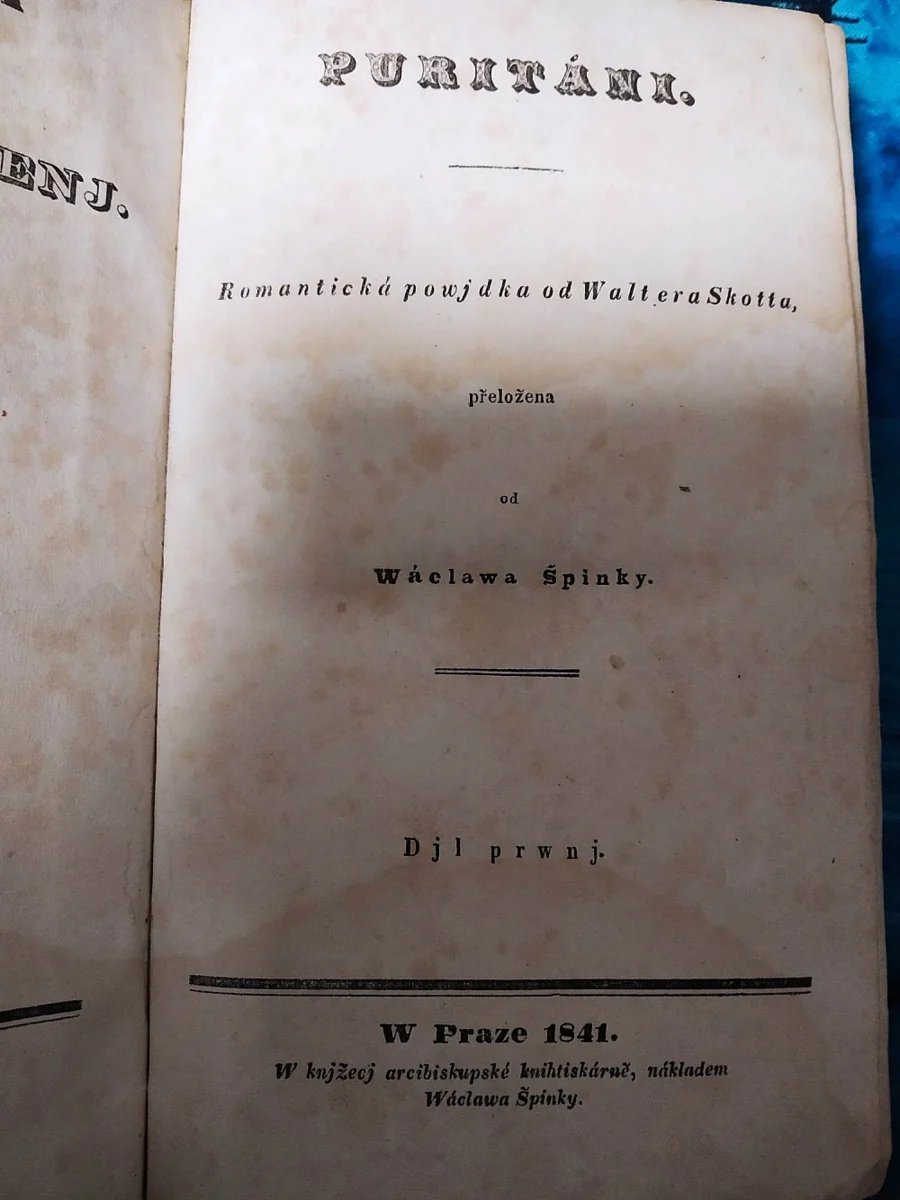 ENJ.
PURITÁNI.
Romantická powjdka od Waltera Skotta,
přeložena
od
Wáclawa Špinky.
Djl prwnj.
W Praze 1841.
W knjžecj arcibiskupské knihtiskárně, nákladem
Wáclawa Špinky.